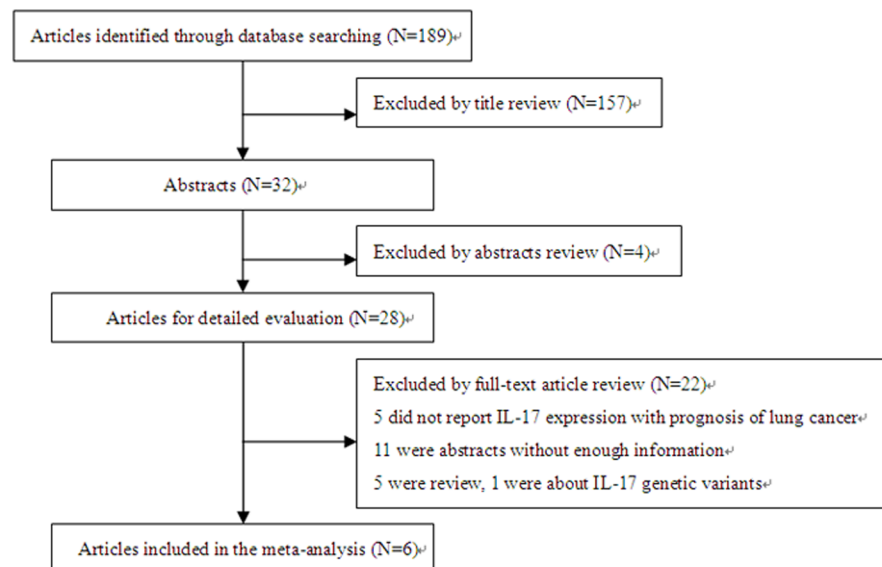 Articles identified through database searching (N=189)↵
Excluded by title review (N=157)↵
Abstracts (N=32)↵
Excluded by abstracts review (N=4)↵
Articles for detailed evaluation (N=28)↵
Excluded by full-text article review (N=22)↵
5 did not report IL-17 expression with prognosis of lung cancer↵
11 were abstracts without enough information↵
5 were review, 1 were about IL-17 genetic variants↵
Articles included in the meta-analysis (N=6)↵